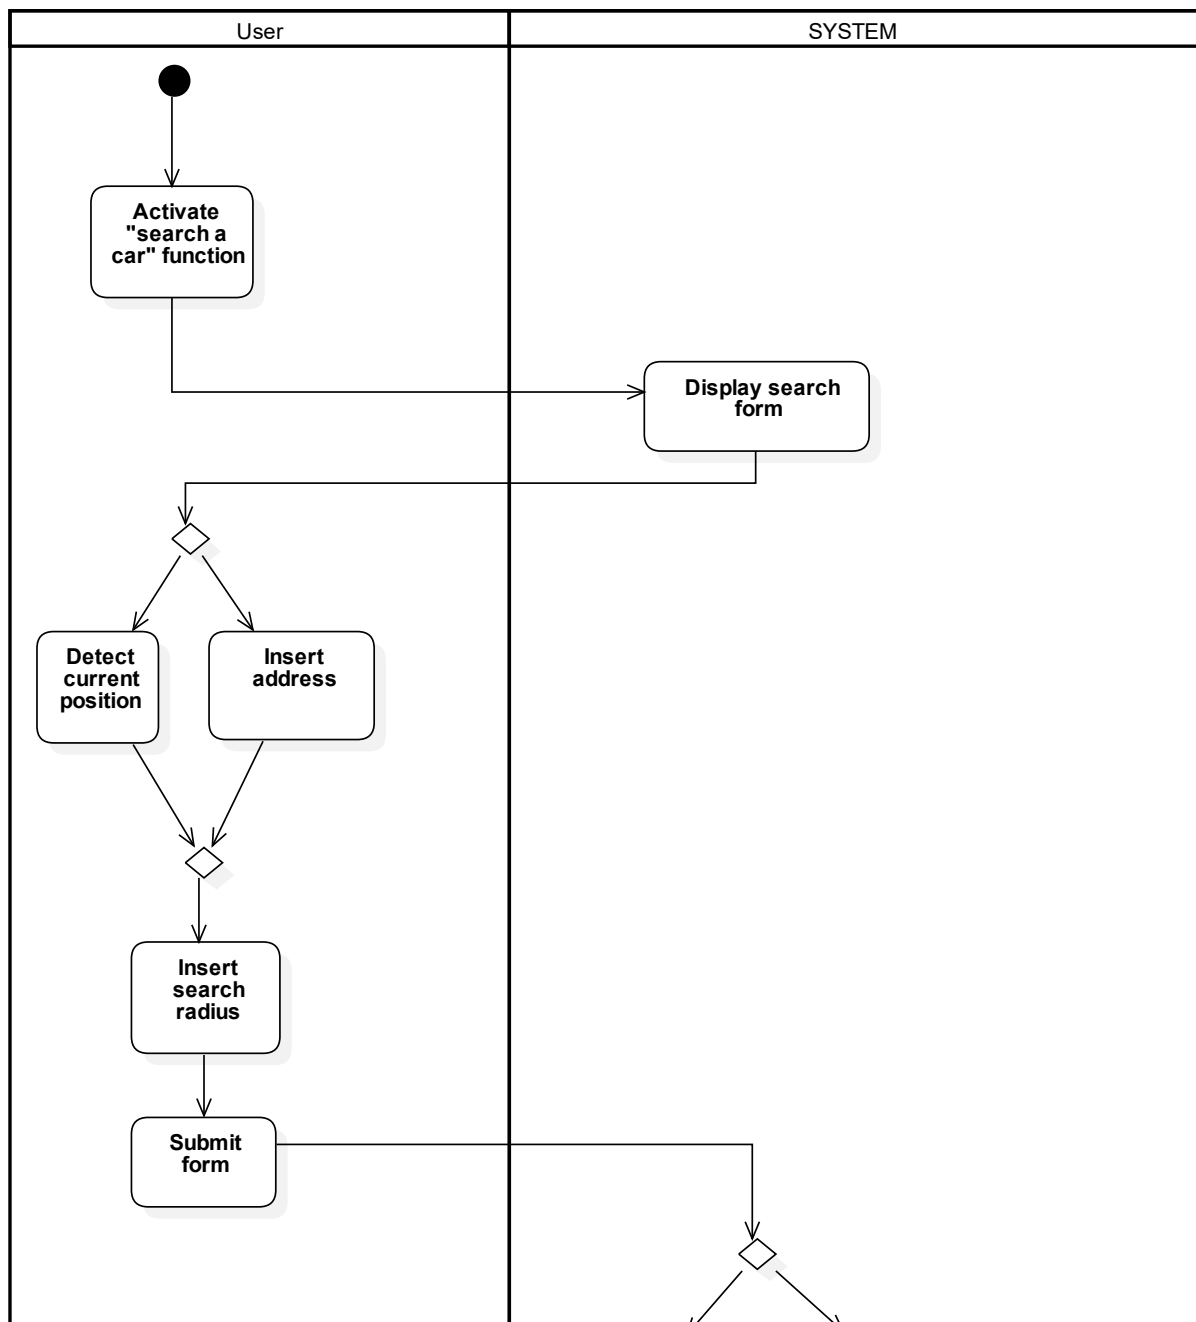 User
SYSTEM
Activate
"search a
car" function
Display search
form
Detect
current
position
Insert
address
Insert
search
radius
Submit
form